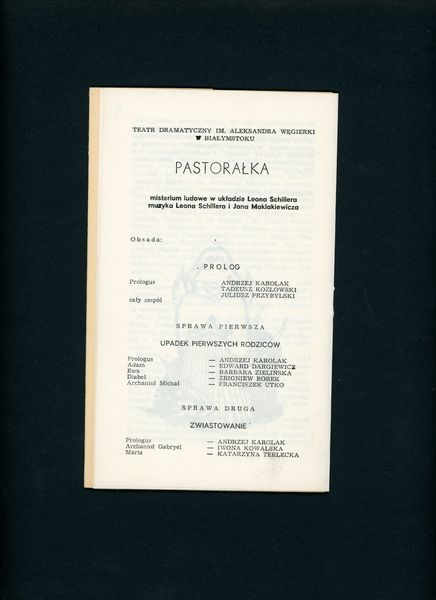 TEATR DRAMATYCZNY IM. ALEKSANDRA WĘGIERKI
W BIAŁYMSTOKU
PASTORAŁKA
misterium ludowe w układzie Leona Schillera
muzyka Leona Schillera i Jana Maklakiewicza
Obsada:
PROLOG
Prologus — ANDRZEJ KAROLAK
TADEUSZ KOZŁOWSKI
JULIUSZ PRZYBYLSKI
cały zespół
SPRAWA PIERWSZA
UPADEK PIERWSZYCH RODZICÓW
Prologus — ANDRZEJ KAROLAK
Adam — EDWARD DARGIEWICZ
Ewa — BARBARA ZIELIŃSKA
Diabeł — ZBIGNIEW BOREK
Archanioł Michał — FRANCISZEK UTKO
SPRAWA DRUGA
ZWIASTOWANIE
Prologus — ANDRZEJ KAROLAK
Archanioł Gabryel — IWONA KOWALSKA
Maria — KATARZYNA TERLECKA